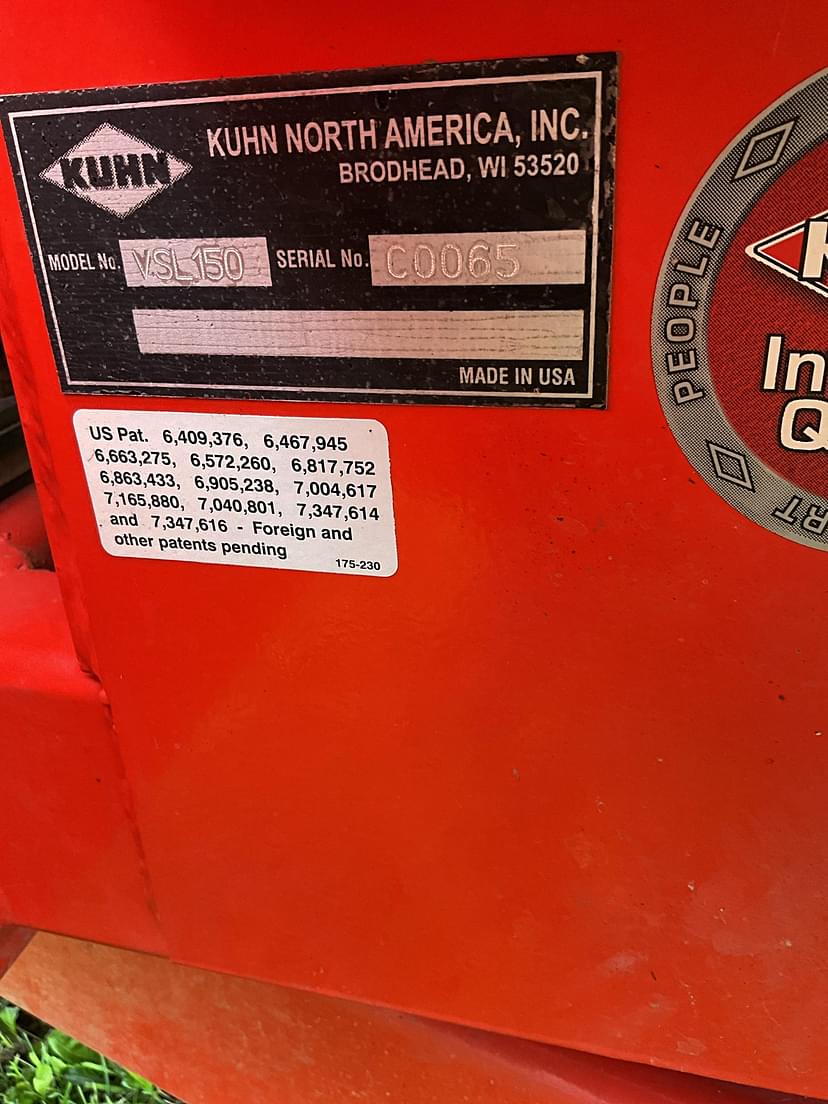 KUHN
KUHN NORTH AMERICA, INC.
BRODHEAD, WI 53520
MODEL No. VSL150 SERIAL No. C0065
MADE IN USA
US Pat. 6,409,376, 6,467,945
6,663,275, 6,572,260, 6,817,752
6,863,433, 6,905,238, 7,004,617
7,165,880, 7,040,801, 7,347,614
and 7,347,616 - Foreign and
other patents pending
175-230
PEOPLE